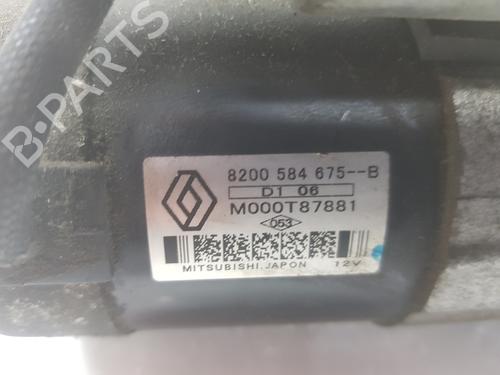 B-PARTS
8200 584 675--B
D1 06
M000T87881
053
MITSUBISHI.JAPON 12V